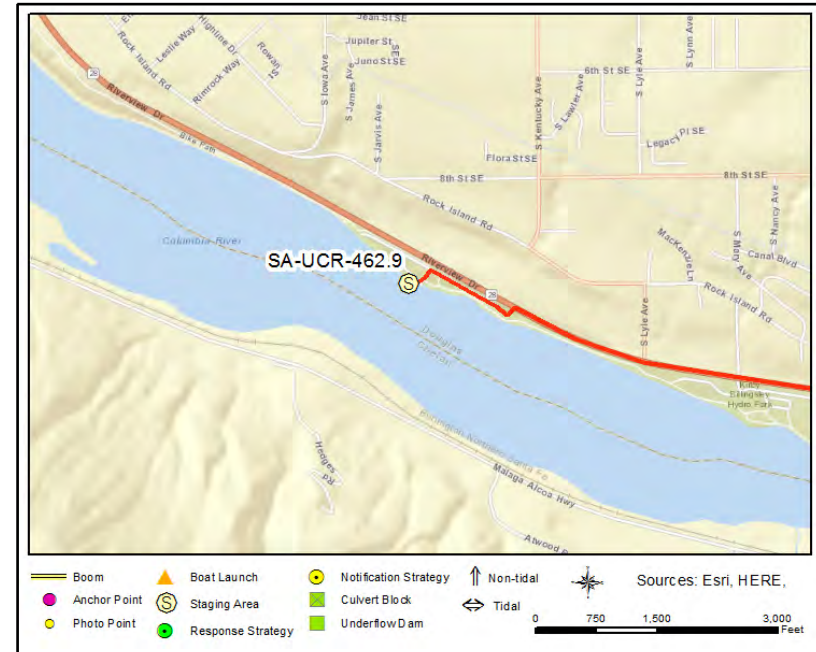 Jean St SE
Leslie Way
Highline Dr
Jupiter St
SE
Juno St SE
Rowan St
Rock Island Rd
Rimrock Way
S Iowa Ave
S James Ave
S Lynn Ave
6th St SE
S Lyle Ave
28
Riverview Dr
S Jarvis Ave
S Kentucky Ave
S Lawler Ave
Legacy Pl SE
Bike Path
Flora St SE
8th St SE
8th St SE
Rock Island Rd
S Nancy Ave
Columbia River
SA-UCR-462.9
S
Riverview Dr
MacKenzie Ln
S Mary Ave
Canal Blvd
28
Rock Island Rd
S Lyle Ave
Douglas
Chelan
Kirby
Billingsley
Hydro Park
Burlington Northern Santa Fe
Hedges Rd
Malaga Alcoa Hwy
Boom
Boat Launch
Notification Strategy
Non-tidal
Sources: Esri, HERE,
Anchor Point
S
Staging Area
Culvert Block
Tidal
Photo Point
Response Strategy
Underflow Dam
0 750 1,500 3,000
Feet